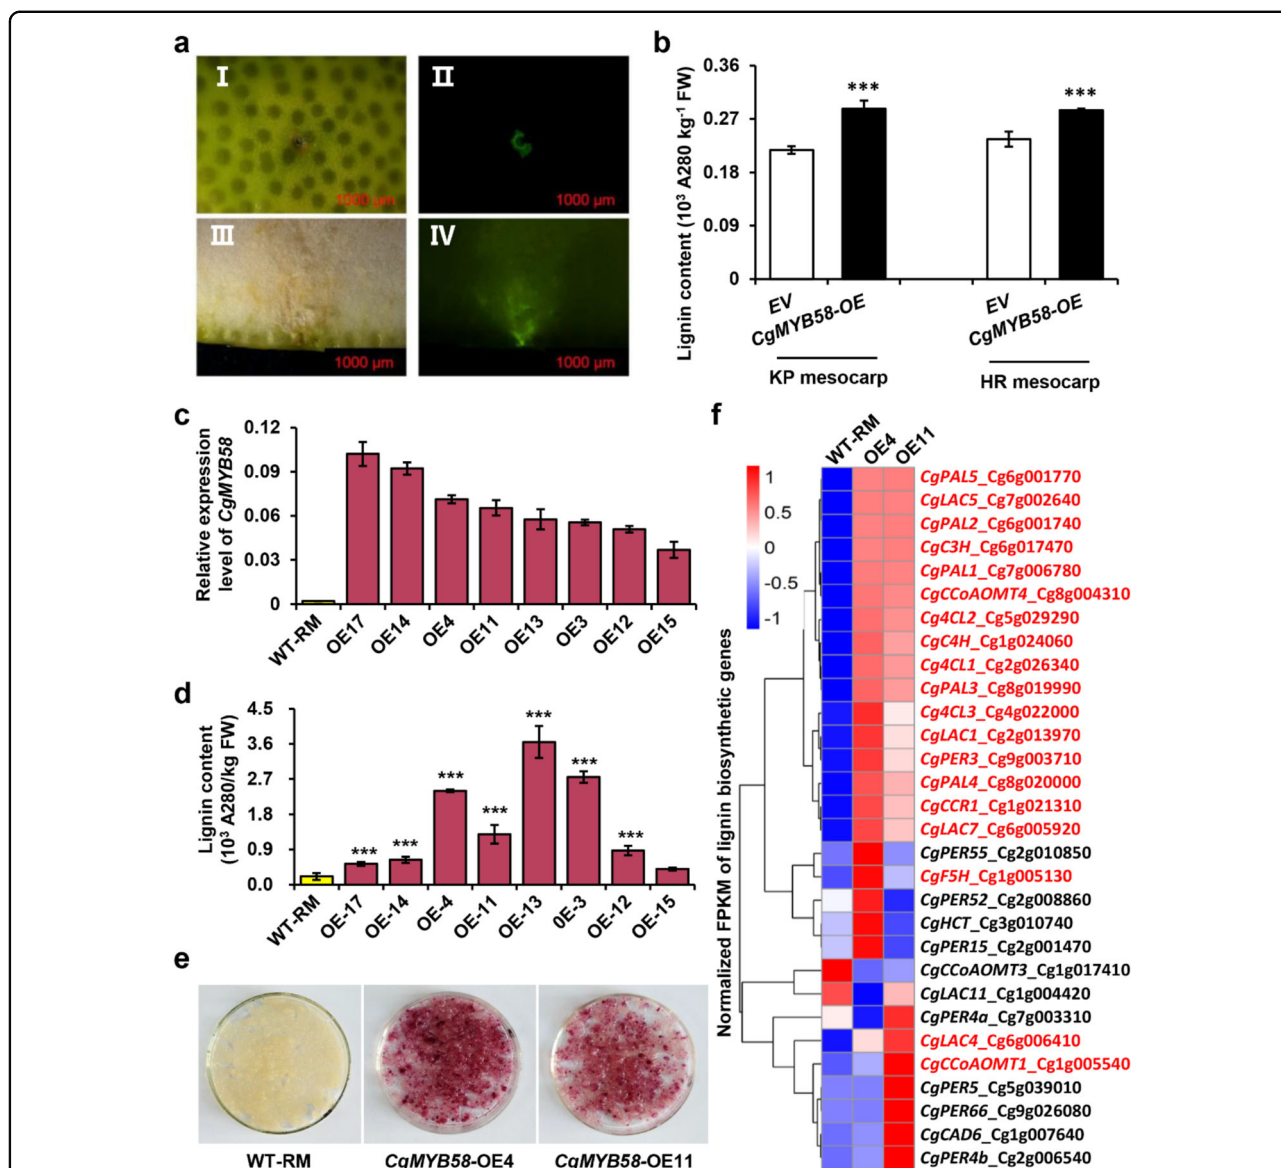 a
I
1000 µm
II
1000 µm
III
1000 µm
IV
1000 µm
b
Lignin content (10³ A280 kg⁻¹ FW)
0.36
0.27
0.18
0.09
0
***
***
EV
CgMYB58-OE
EV
CgMYB58-OE
KP mesocarp
HR mesocarp
c
Relative expression
level of CgMYB58
0.12
0.09
0.06
0.03
0
WT-RM
OE17
OE14
OE4
OE11
OE13
OE3
OE12
OE15
d
Lignin content
(10³ A280/kg FW)
4.5
3.6
2.7
1.8
0.9
0.0
***
***
***
***
***
***
***
WT-RM
OE-17
OE-14
OE-4
OE-11
OE-13
0E-3
OE-12
OE-15
e
WT-RM
CgMYB58-OE4
CgMYB58-OE11
f
WT-RM
OE4
OE11
1
0.5
0
-0.5
-1
Normalized FPKM of lignin biosynthetic genes
CgPAL5_Cg6g001770
CgLAC5_Cg7g002640
CgPAL2_Cg6g001740
CgC3H_Cg6g017470
CgPAL1_Cg7g006780
CgCCoAOMT4_Cg8g004310
Cg4CL2_Cg5g029290
CgC4H_Cg1g024060
Cg4CL1_Cg2g026340
CgPAL3_Cg8g019990
Cg4CL3_Cg4g022000
CgLAC1_Cg2g013970
CgPER3_Cg9g003710
CgPAL4_Cg8g020000
CgCCR1_Cg1g021310
CgLAC7_Cg6g005920
CgPER55_Cg2g010850
CgF5H_Cg1g005130
CgPER52_Cg2g008860
CgHCT_Cg3g010740
CgPER15_Cg2g001470
CgCCoAOMT3_Cg1g017410
CgLAC11_Cg1g004420
CgPER4a_Cg7g003310
CgLAC4_Cg6g006410
CgCCoAOMT1_Cg1g005540
CgPER5_Cg5g039010
CgPER66_Cg9g026080
CgCAD6_Cg1g007640
CgPER4b_Cg2g006540